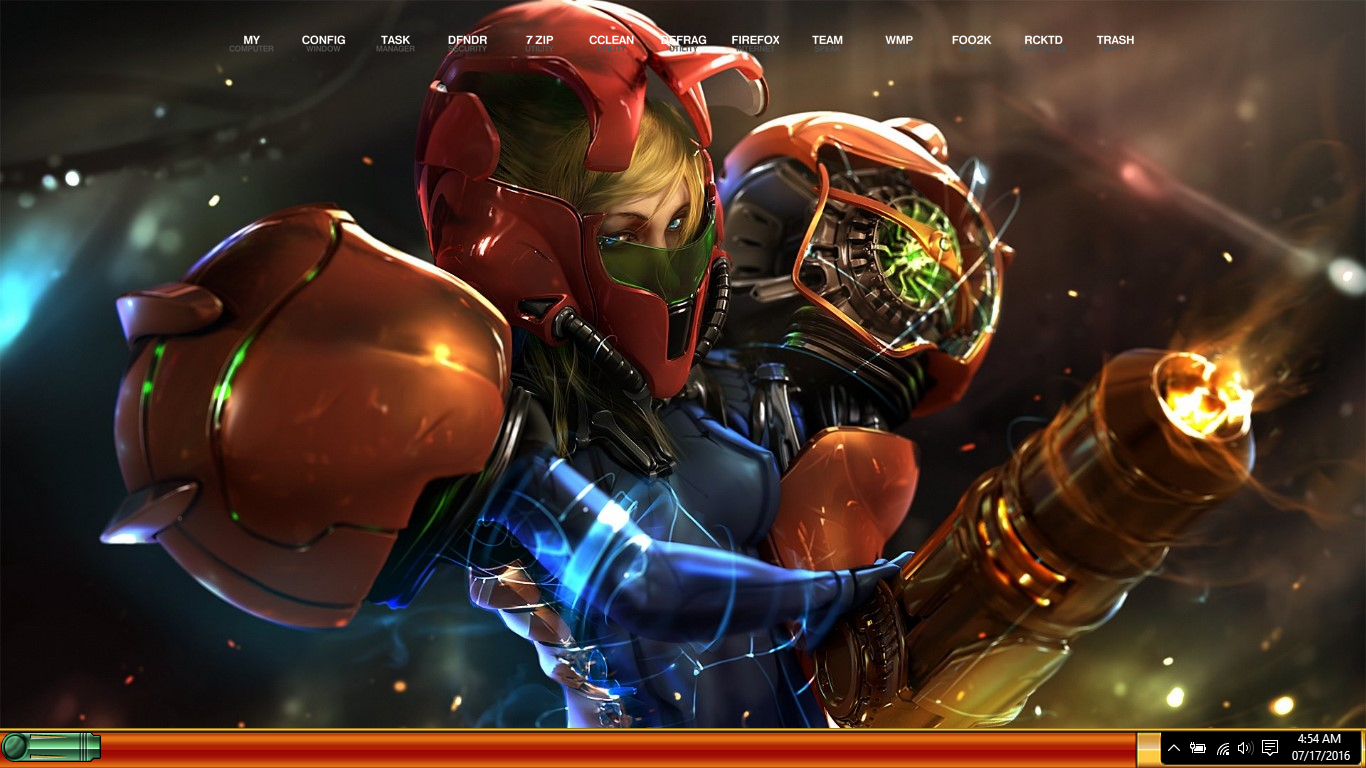 MY CONFIG TASK DFNDR 7 ZIP CCLEAN DEFRAG FIREFOX TEAM WMP FOO2K RCKTD TRASH
COMPUTER WINDOW MANAGER SECURITY UTILITY UTILITY INTERNET
4:54 AM
07/17/2016